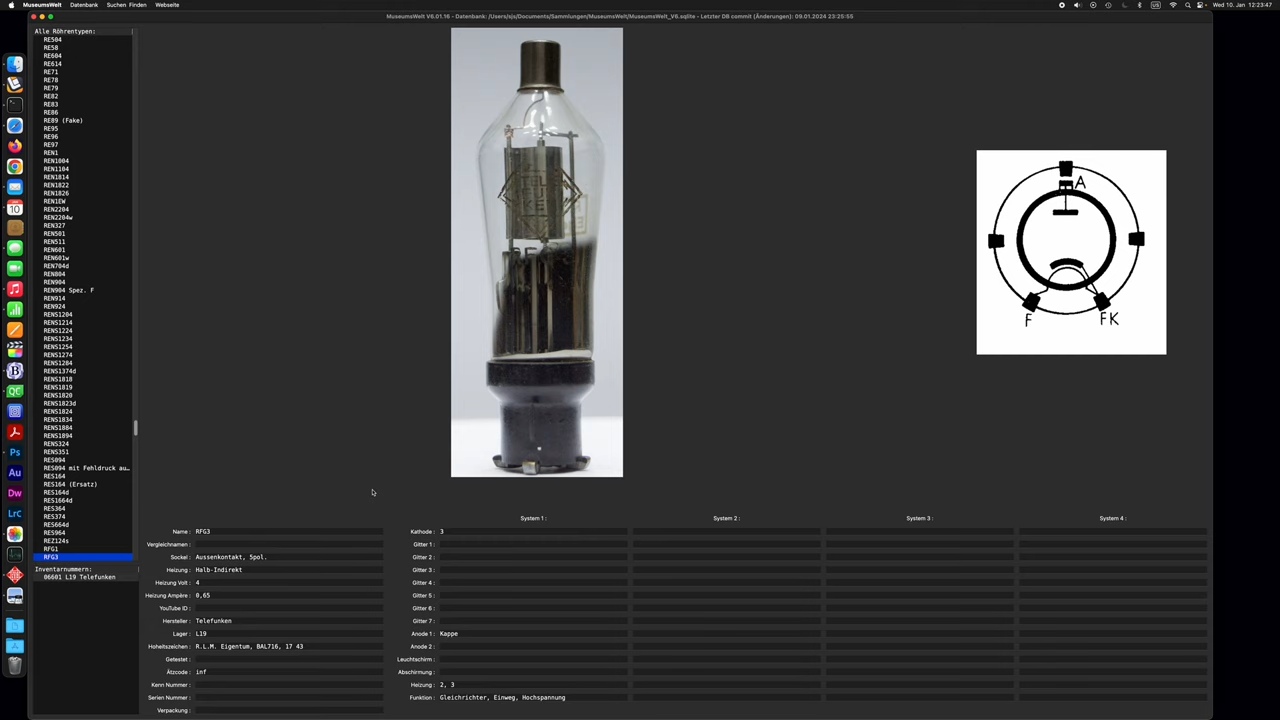 MuseumsWelt Datenbank Suchen Finden Webseite
US
Wed 10. Jan. 12:23:47
MuseumsWelt V6.01.16 - Datenbank: /Users/sjs/Documents/Sammlungen/MuseumsWelt/MuseumsWelt_V6.sqlite - Letzter DB commit (Änderungen): 09.01.2024 23:25:55
Alle Röhrentypen:
RE504
RE58
RE604
RE614
RE71
RE78
RE79
RE82
RE83
RE86
RE89 (Fake)
RE95
RE96
RE97
REN1
REN1004
REN1104
REN1814
REN1822
REN1826
REN1EW
REN2204
REN2204w
REN327
REN501
REN511
REN601
REN601w
REN704d
REN804
REN904
REN904 Spez. F
REN914
REN924
RENS1204
RENS1214
RENS1224
RENS1234
RENS1254
RENS1274
RENS1284
RENS1374d
RENS1818
RENS1819
RENS1820
RENS1823d
RENS1824
RENS1834
RENS1884
RENS1894
RENS324
RENS351
RES094
RES094 mit Fehldruck au…
RES164
RES164 (Ersatz)
RES164d
RES1664d
RES364
RES374
RES664d
RES964
REZ124s
RFG1
RFG3
Inventarnummern:
06601 L19 Telefunken
10
QC
Ps
Au
Dw
LrC
A
F
FK
System 1 :
System 2 :
System 3 :
System 4 :
Name : RFG3
Kathode : 3
Vergleichnamen :
Gitter 1 :
Sockel : Aussenkontakt, 5pol.
Gitter 2 :
Heizung : Halb-Indirekt
Gitter 3 :
Heizung Volt : 4
Gitter 4 :
Heizung Ampère : 0,65
Gitter 5 :
YouTube ID :
Gitter 6 :
Hersteller : Telefunken
Gitter 7 :
Lager : L19
Anode 1 : Kappe
Hoheitszeichen : R.L.M. Eigentum, BAL716, 17 43
Anode 2 :
Getestet :
Leuchtschirm :
Ätzcode : inf
Abschirmung :
Kenn Nummer :
Heizung : 2, 3
Serien Nummer :
Funktion : Gleichrichter, Einweg, Hochspannung
Verpackung :